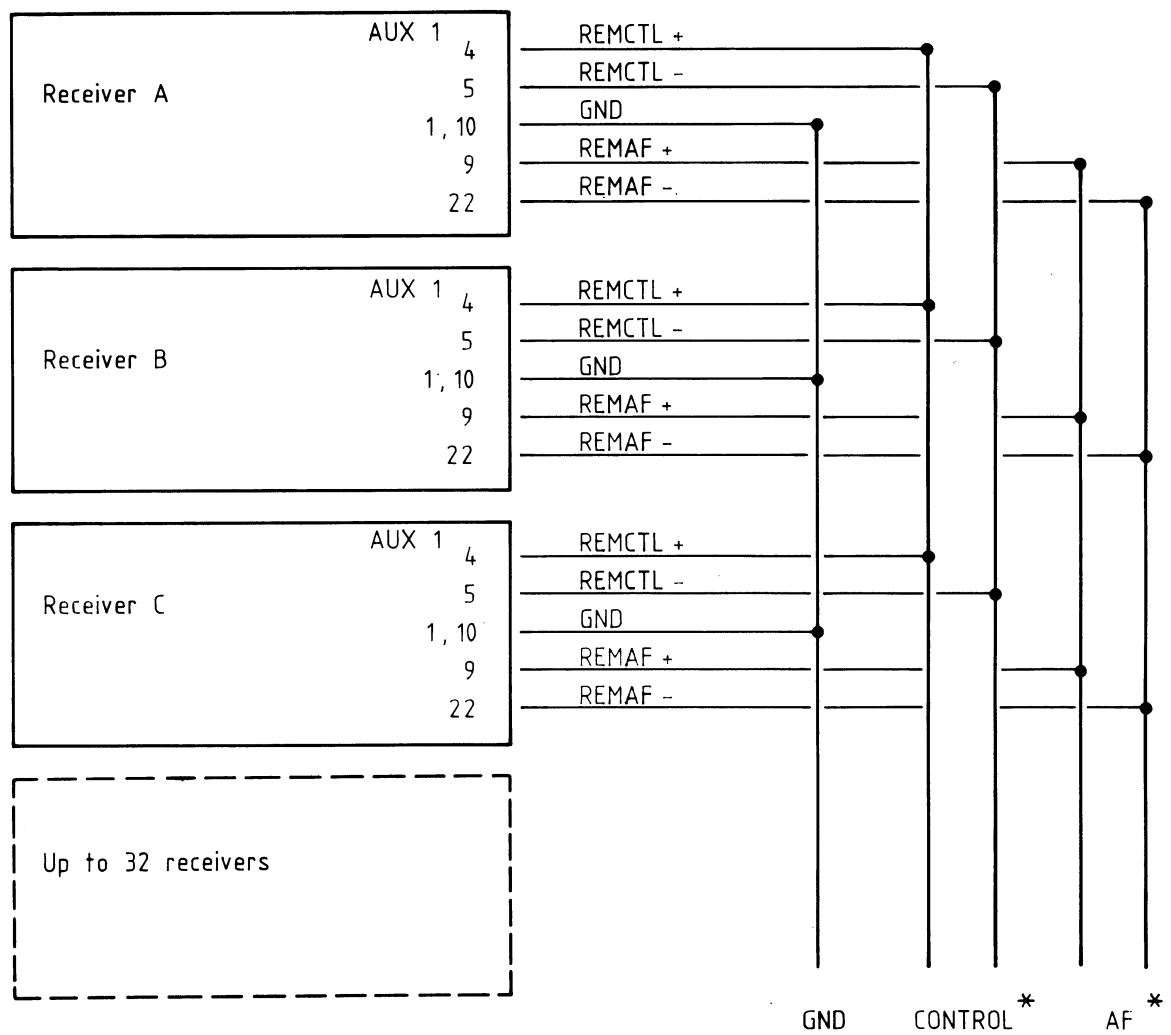 AUX 1
Receiver A
4 REMCTL +
5 REMCTL -
1, 10 GND
9 REMAF +
22 REMAF -
AUX 1
Receiver B
4 REMCTL +
5 REMCTL -
1, 10 GND
9 REMAF +
22 REMAF -
AUX 1
Receiver C
4 REMCTL +
5 REMCTL -
1, 10 GND
9 REMAF +
22 REMAF -
Up to 32 receivers
GND CONTROL * AF *